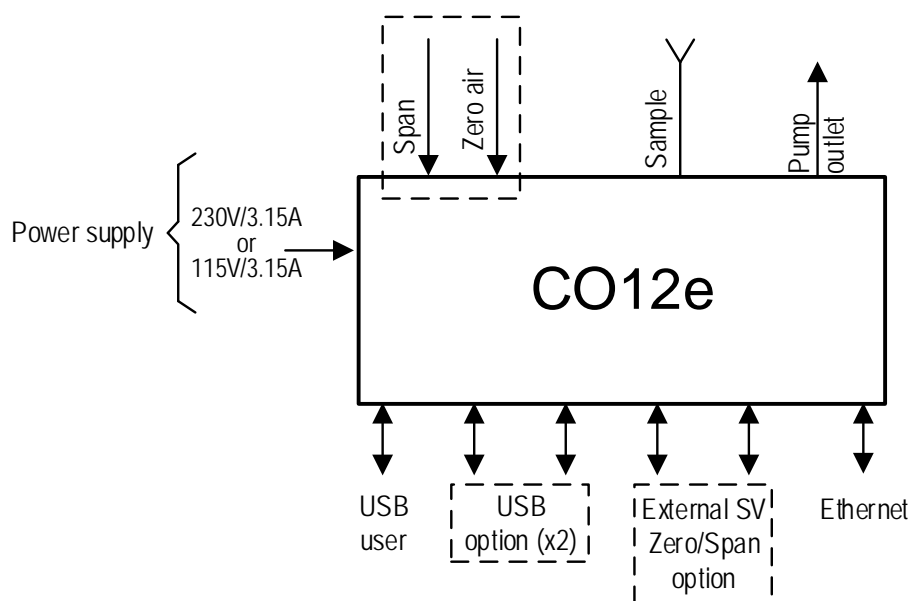 Span
Zero air
Sample
Pump
outlet
Power supply
230V/3.15A
or
115V/3.15A
CO12e
USB
user
USB
option (x2)
External SV
Zero/Span
option
Ethernet